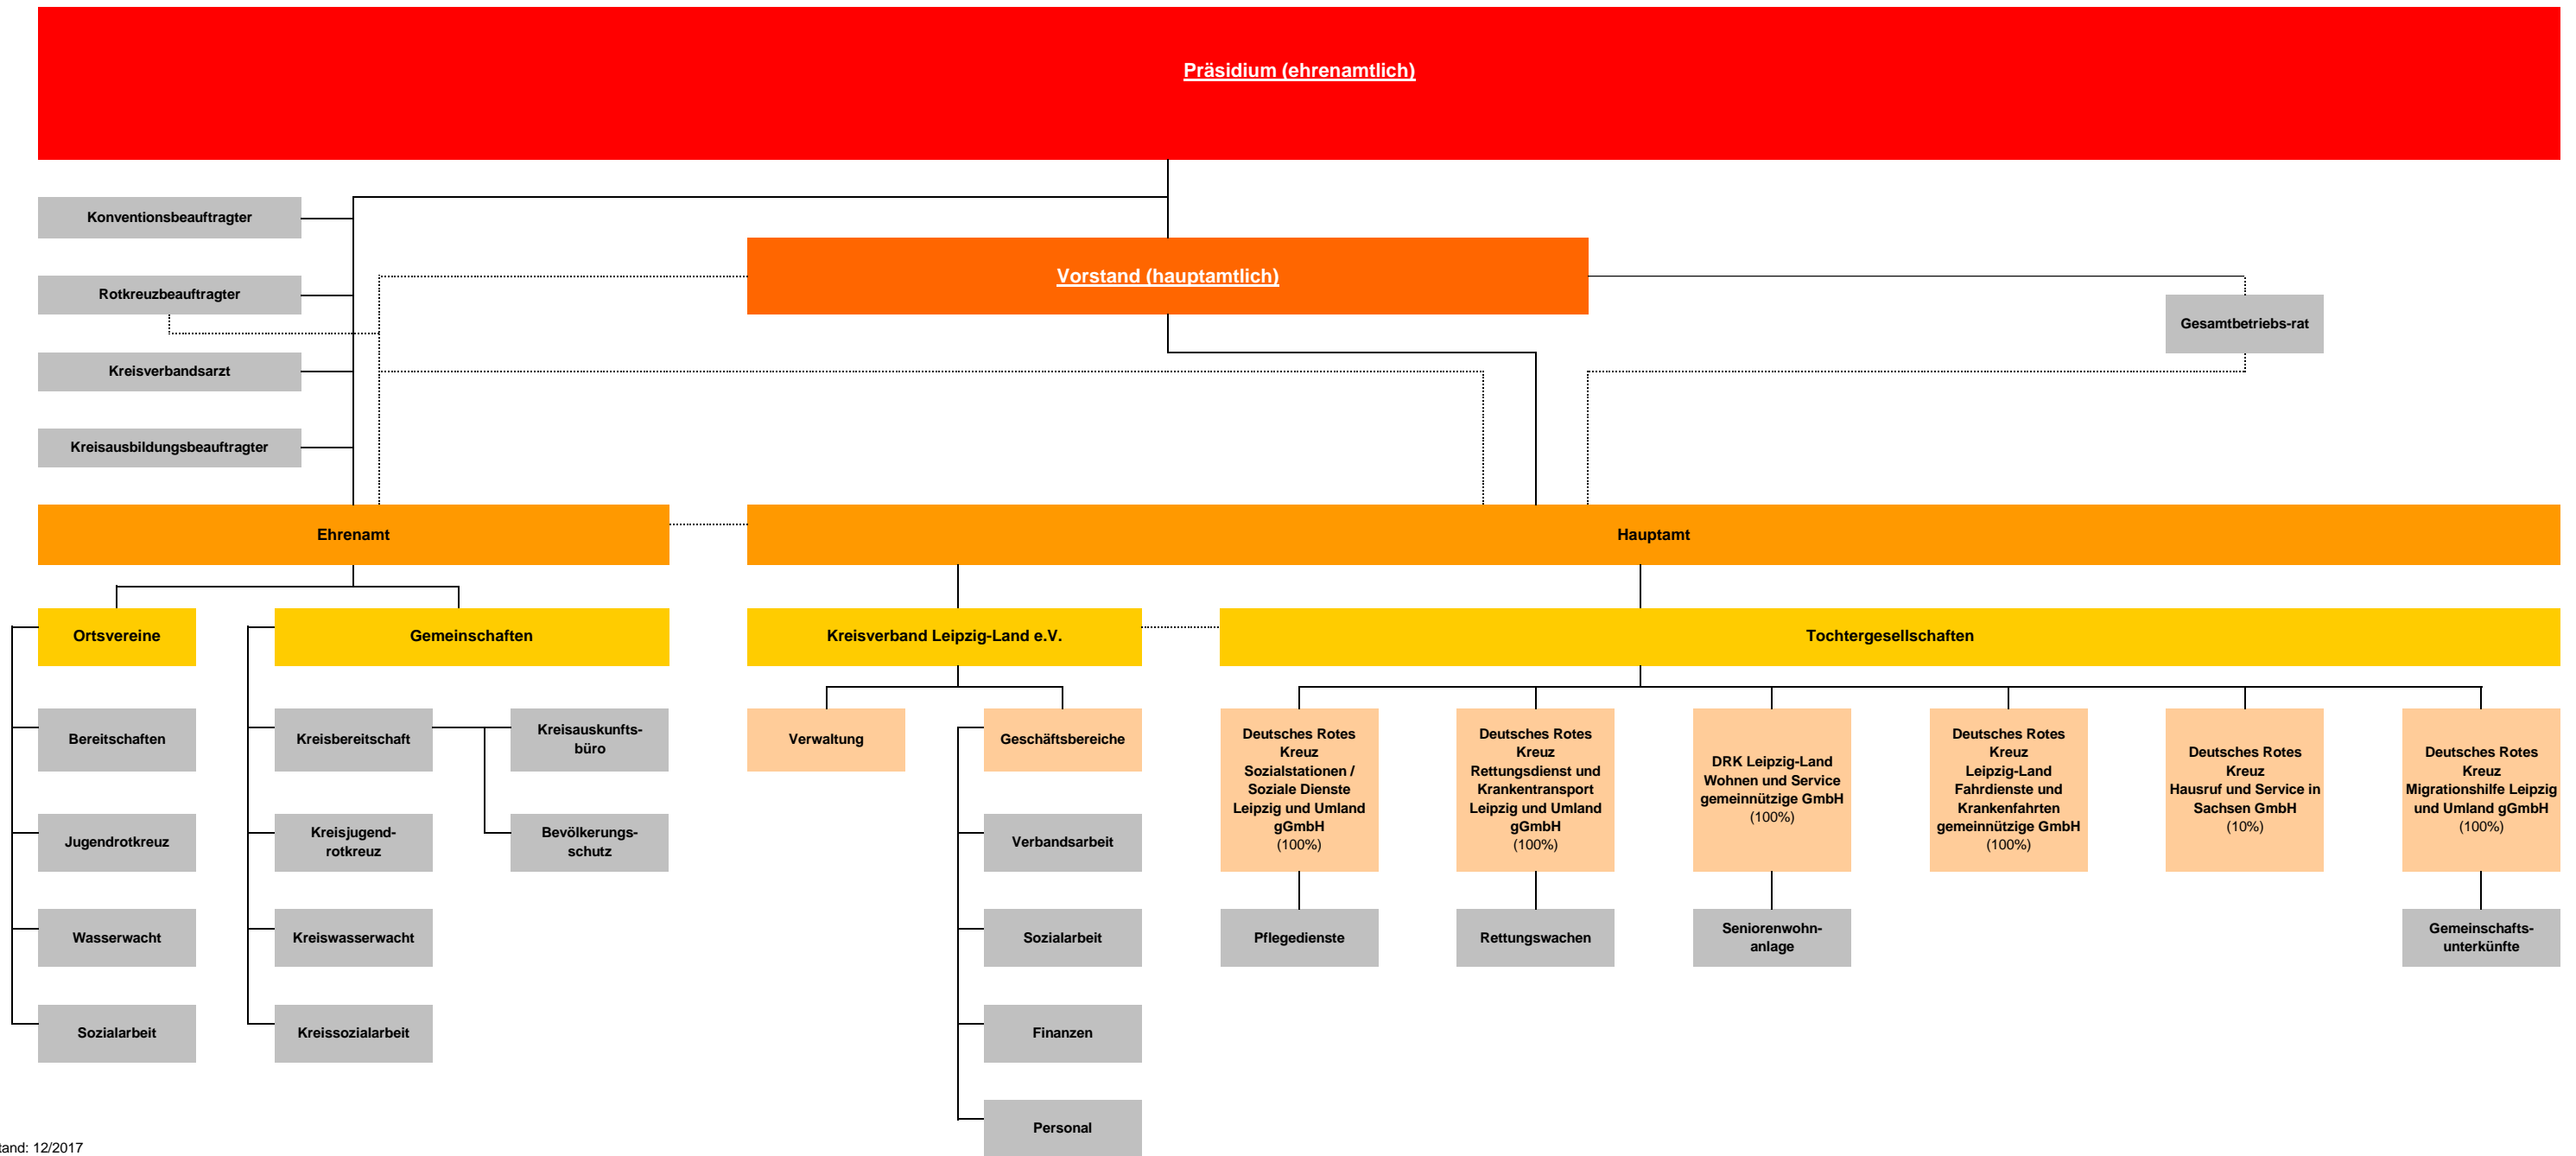 Präsidium (ehrenamtlich)
Konventionsbeauftragter
Vorstand (hauptamtlich)
Rotkreuzbeauftragter
Gesamtbetriebs-rat
Kreisverbandsarzt
Kreisausbildungsbeauftragter
Ehrenamt
Hauptamt
Ortsvereine
Gemeinschaften
Kreisverband Leipzig-Land e.V.
Tochtergesellschaften
Bereitschaften
Kreisbereitschaft
Kreisauskunfts-
büro
Verwaltung
Geschäftsbereiche
Deutsches Rotes
Kreuz
Sozialstationen /
Soziale Dienste
Leipzig und Umland
gGmbH
(100%)
Deutsches Rotes
Kreuz
Rettungsdienst und
Krankentransport
Leipzig und Umland
gGmbH
(100%)
DRK Leipzig-Land
Wohnen und Service
gemeinnützige GmbH
(100%)
Deutsches Rotes
Kreuz
Leipzig-Land
Fahrdienste und
Krankenfahrten
gemeinnützige GmbH
(100%)
Deutsches Rotes
Kreuz
Hausruf und Service in
Sachsen GmbH
(10%)
Deutsches Rotes
Kreuz
Migrationshilfe Leipzig
und Umland gGmbH
(100%)
Jugendrotkreuz
Kreisjugend-
rotkreuz
Bevölkerungs-
schutz
Verbandsarbeit
Wasserwacht
Kreiswasserwacht
Sozialarbeit
Pflegedienste
Rettungswachen
Seniorenwohn-
anlage
Gemeinschafts-
unterkünfte
Sozialarbeit
Kreissozialarbeit
Finanzen
Personal
tand: 12/2017